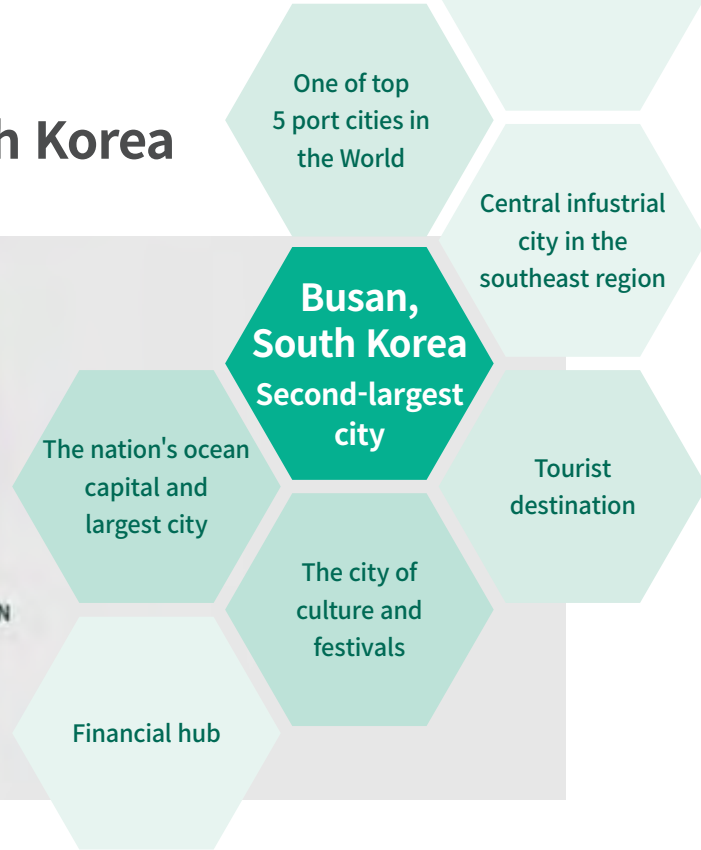 h Korea
One of top
5 port cities in
the World
Central infustrial
city in the
southeast region
Busan,
South Korea
Second-largest
city
The nation's ocean
capital and
largest city
Tourist
destination
The city of
culture and
festivals
N
Financial hub